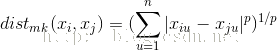 dist_{mk}(x_i, x_j) = (\sum_{u=1}^{n} |x_{iu} - x_{ju}|^p)^{1/p}